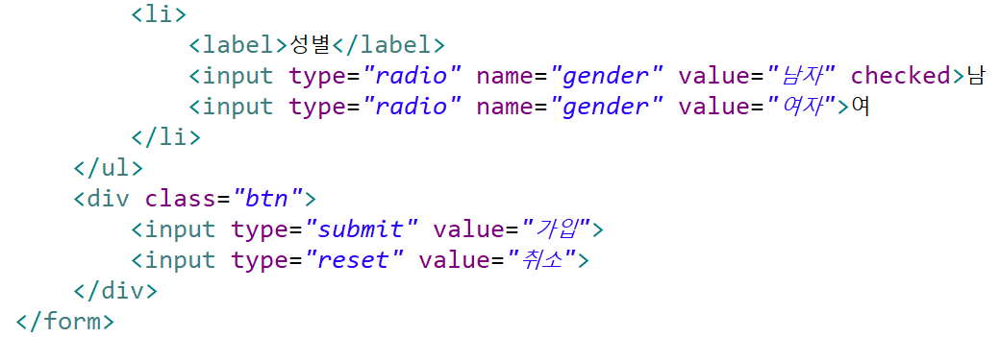 <li>
<label>성별</label>
<input type="radio" name="gender" value="남자" checked>남
<input type="radio" name="gender" value="여자">여
</li>
</ul>
<div class="btn">
<input type="submit" value="가입">
<input type="reset" value="취소">
</div>
</form>